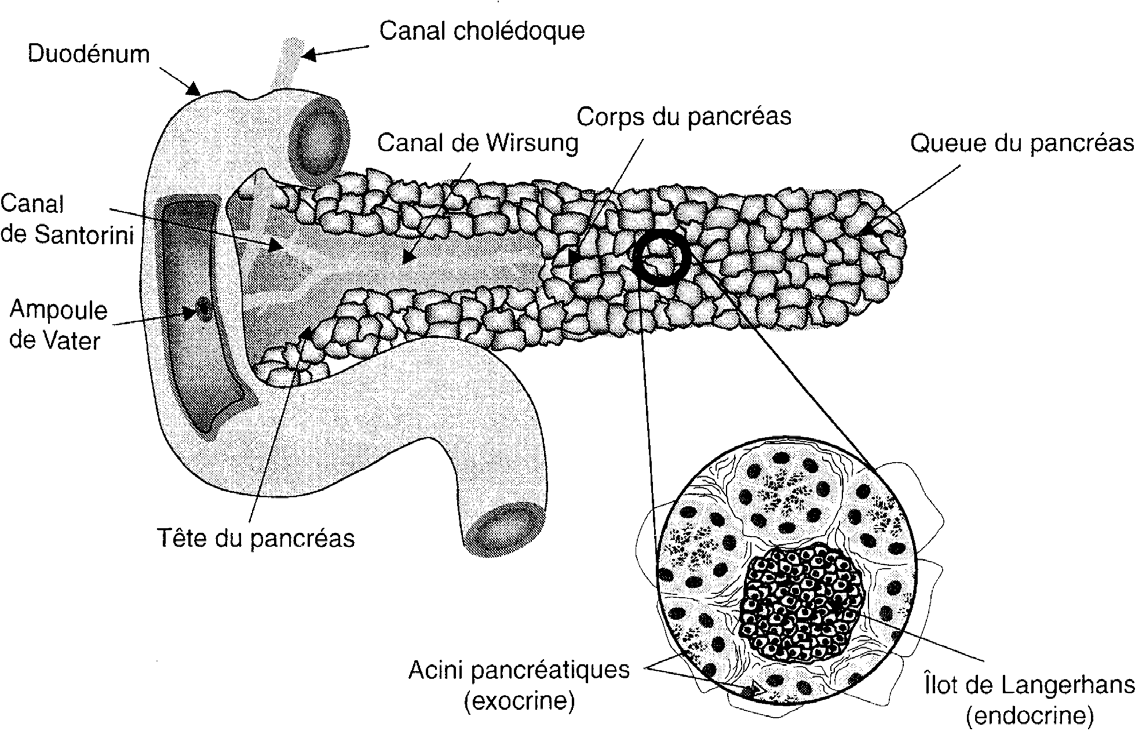 Canal cholédoque
Duodénum
Corps du pancréas
Canal de Wirsung
Queue du pancréas
Canal
de Santorini
Ampoule
de Vater
Tête du pancréas
Acini pancréatiques
(exocrine)
Îlot de Langerhans
(endocrine)